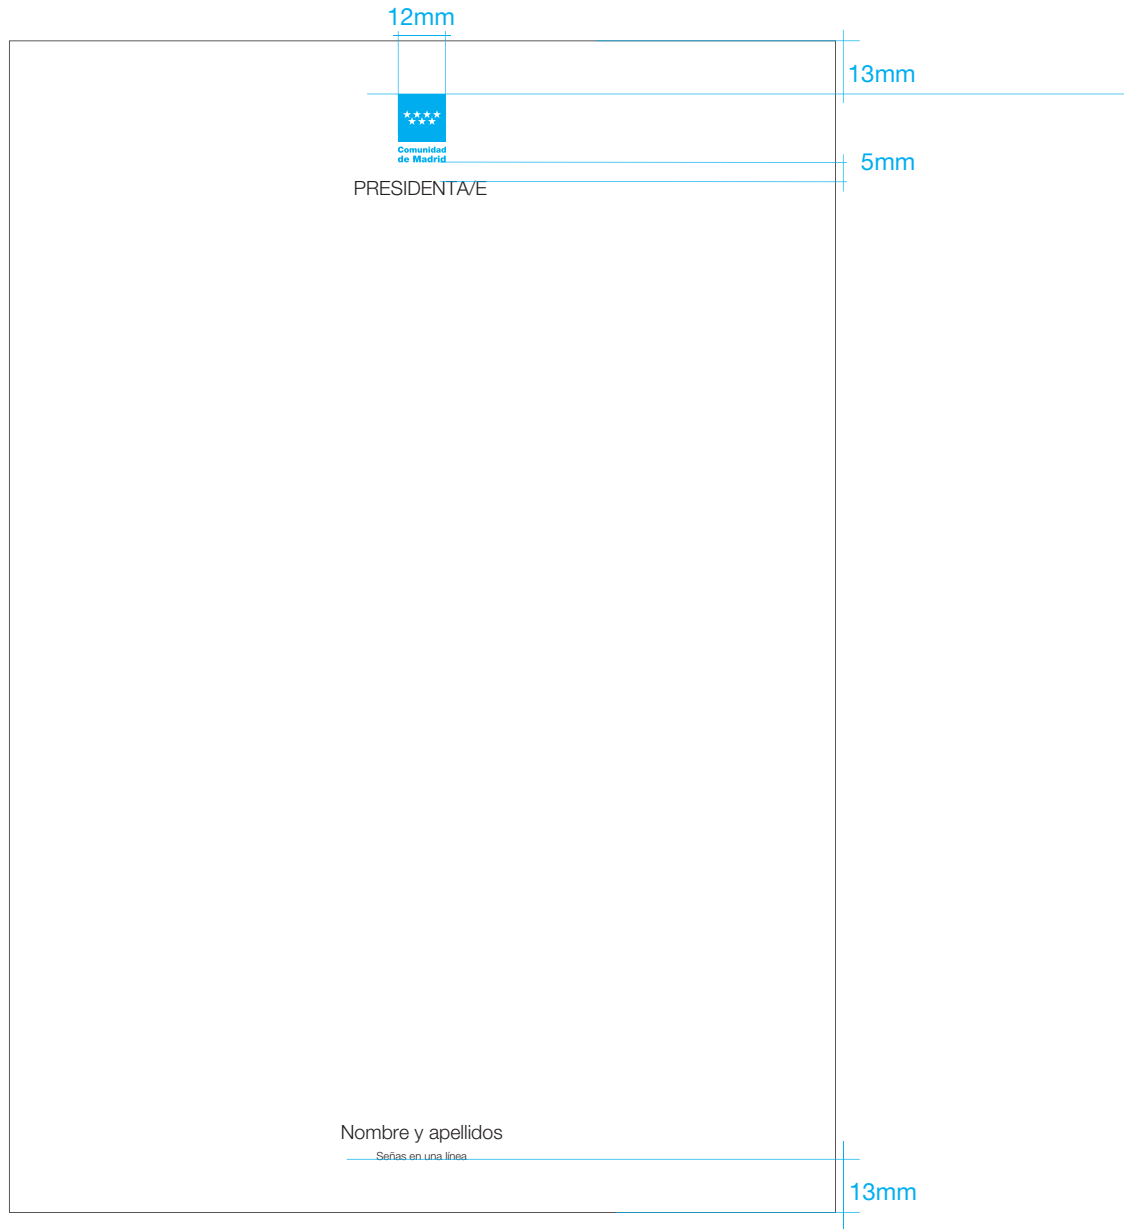 12mm
13mm
Comunidad
de Madrid
5mm
PRESIDENTA/E
Nombre y apellidos
Señas en una línea
13mm